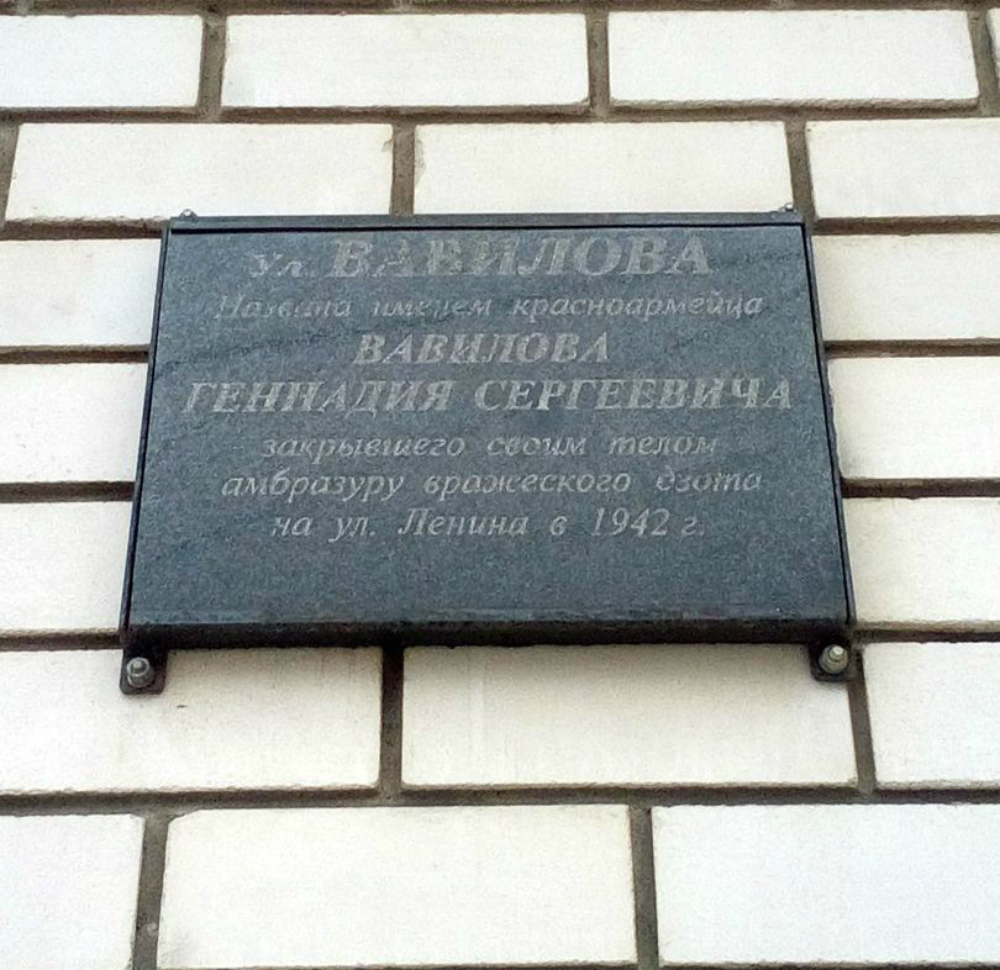 Ул. ВАВИЛОВА
Названа именем красноармейца
ВАВИЛОВА
ГЕННАДИЯ СЕРГЕЕВИЧА
закрывшего своим телом
амбразуру вражеского дзота
на ул. Ленина в 1942 г.